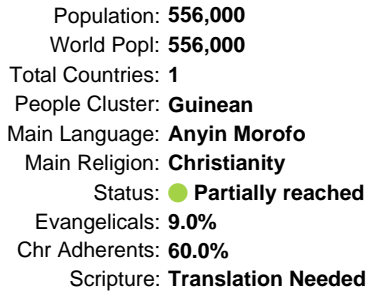 Population: 556,000
World Popl: 556,000
Total Countries: 1
People Cluster: Guinean
Main Language: Anyin Morofo
Main Religion: Christianity
Status: Partially reached
Evangelicals: 9.0%
Chr Adherents: 60.0%
Scripture: Translation Needed